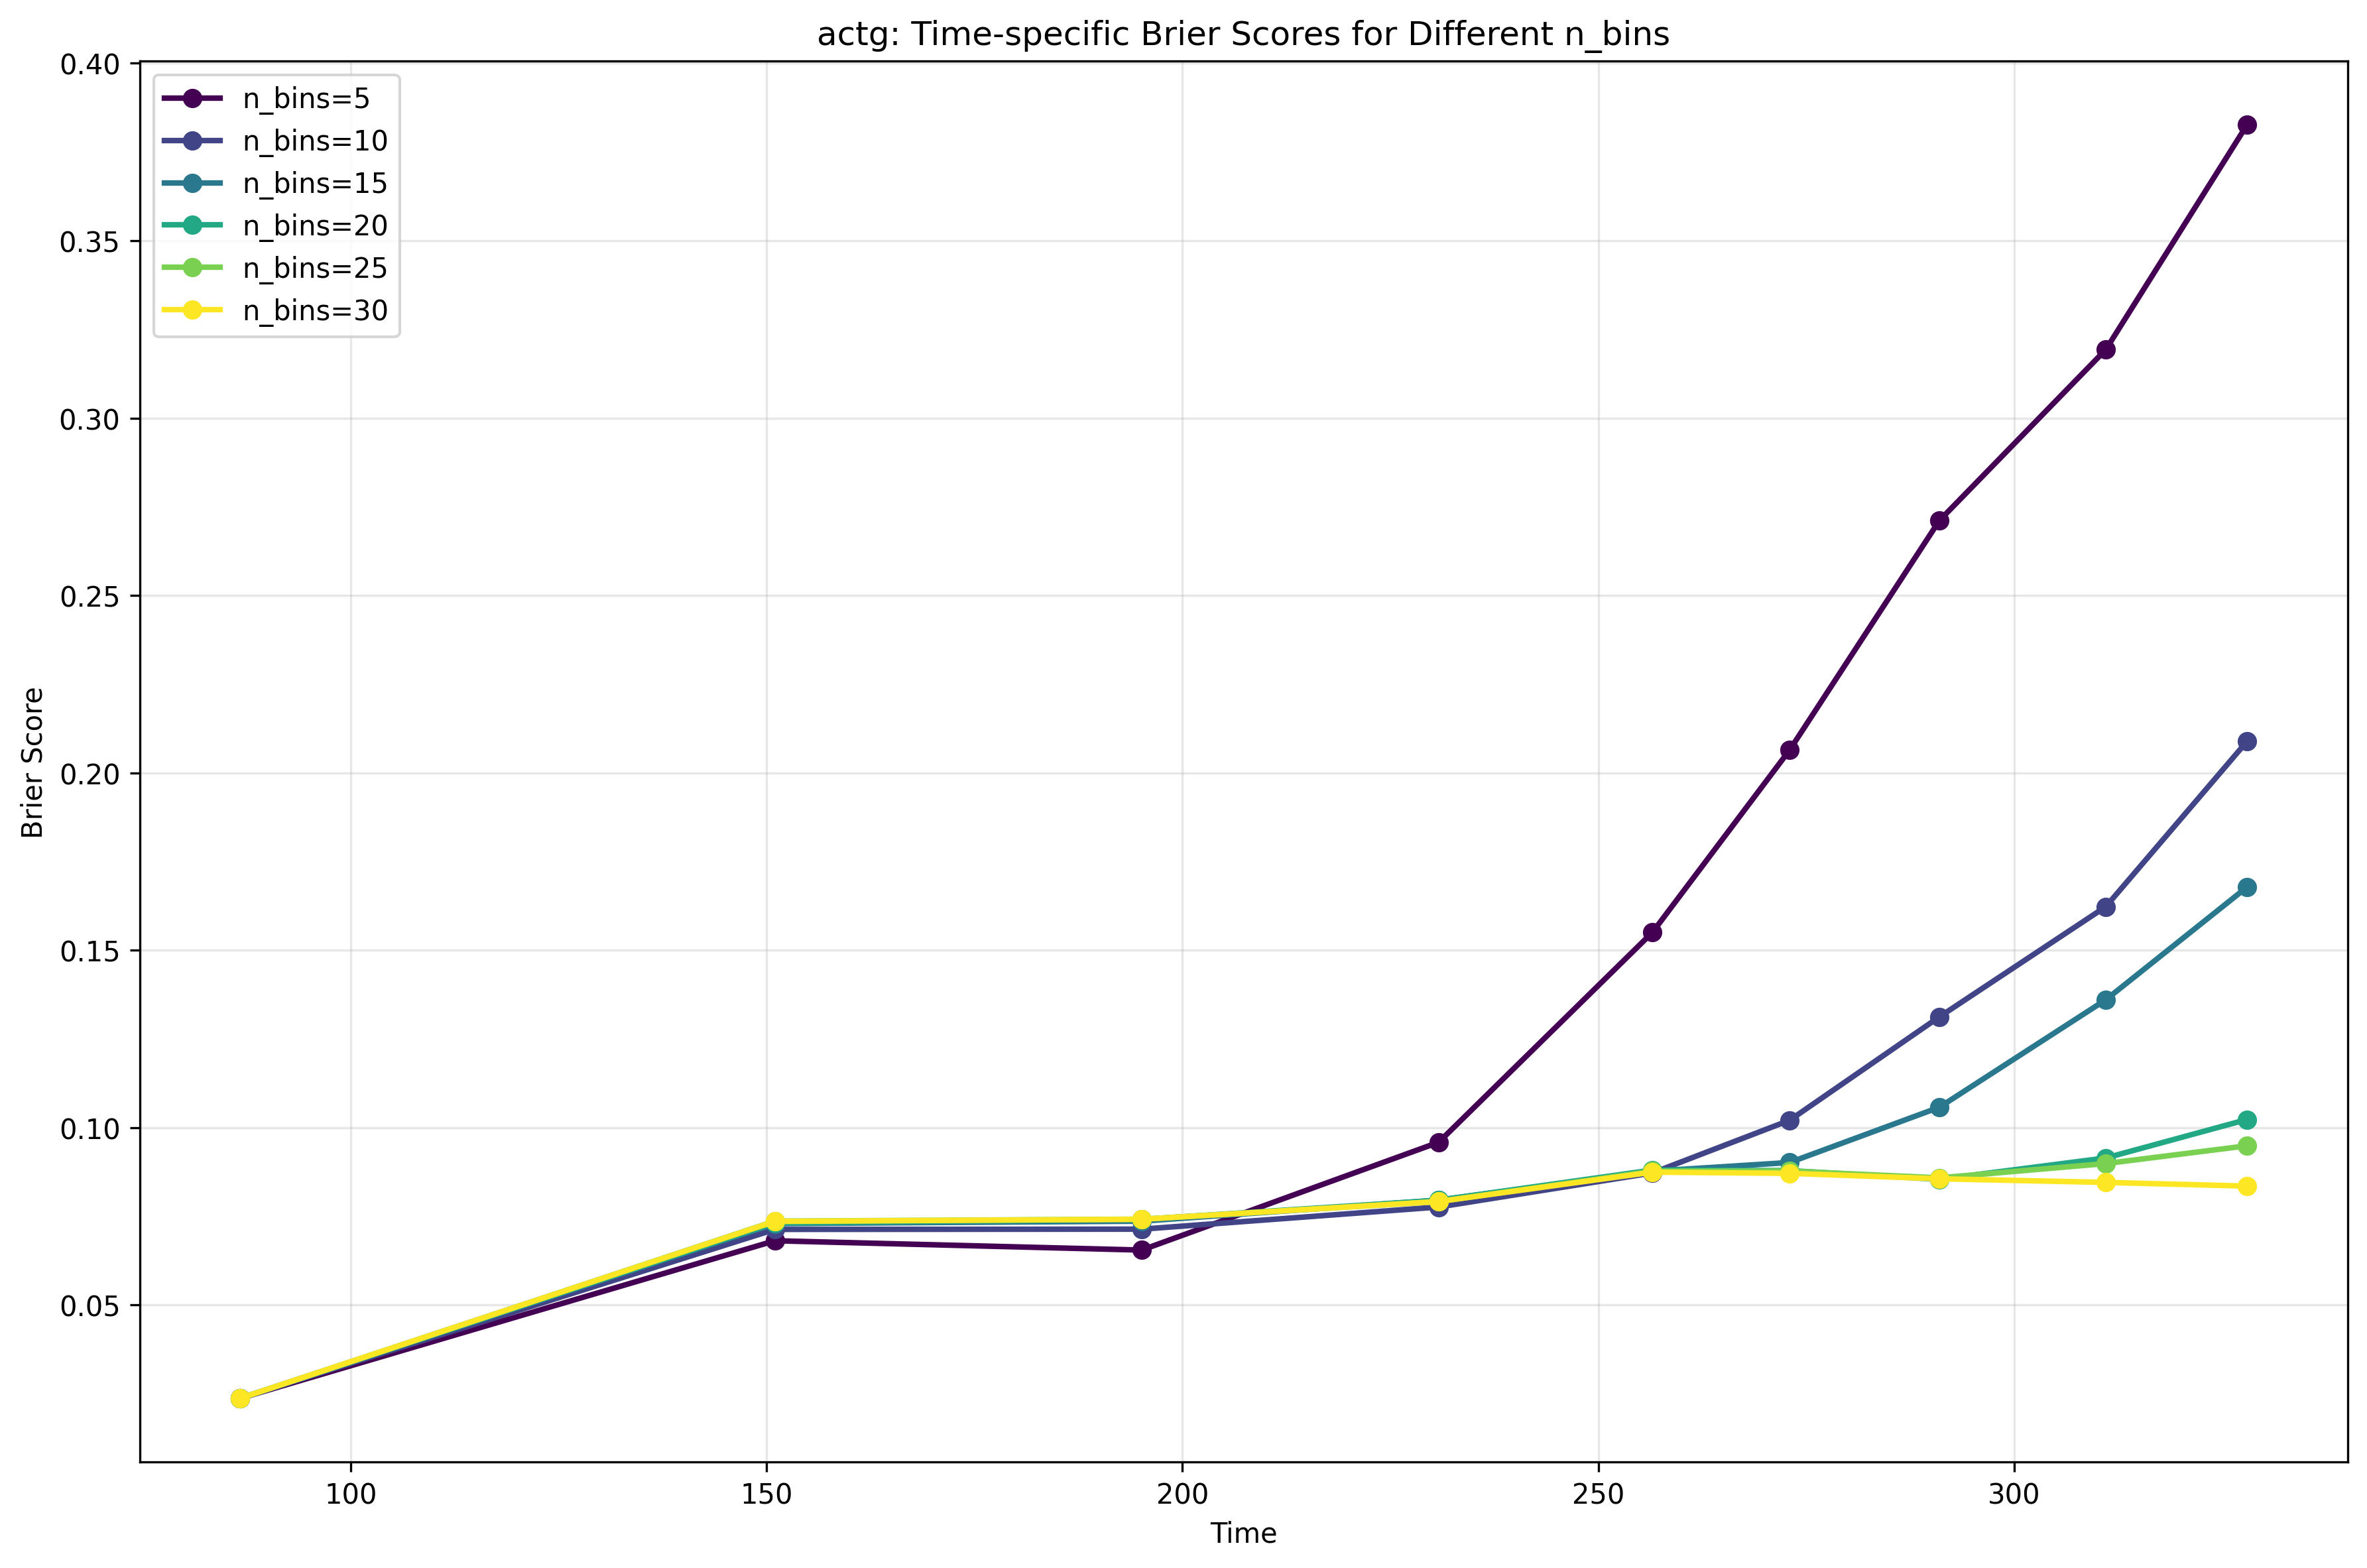 actg: Time-specific Brier Scores for Different n_bins
0.40
0.35
0.30
0.25
0.20
0.15
0.10
0.05
Brier Score
n_bins=5
n_bins=10
n_bins=15
n_bins=20
n_bins=25
n_bins=30
100
150
200
250
300
Time